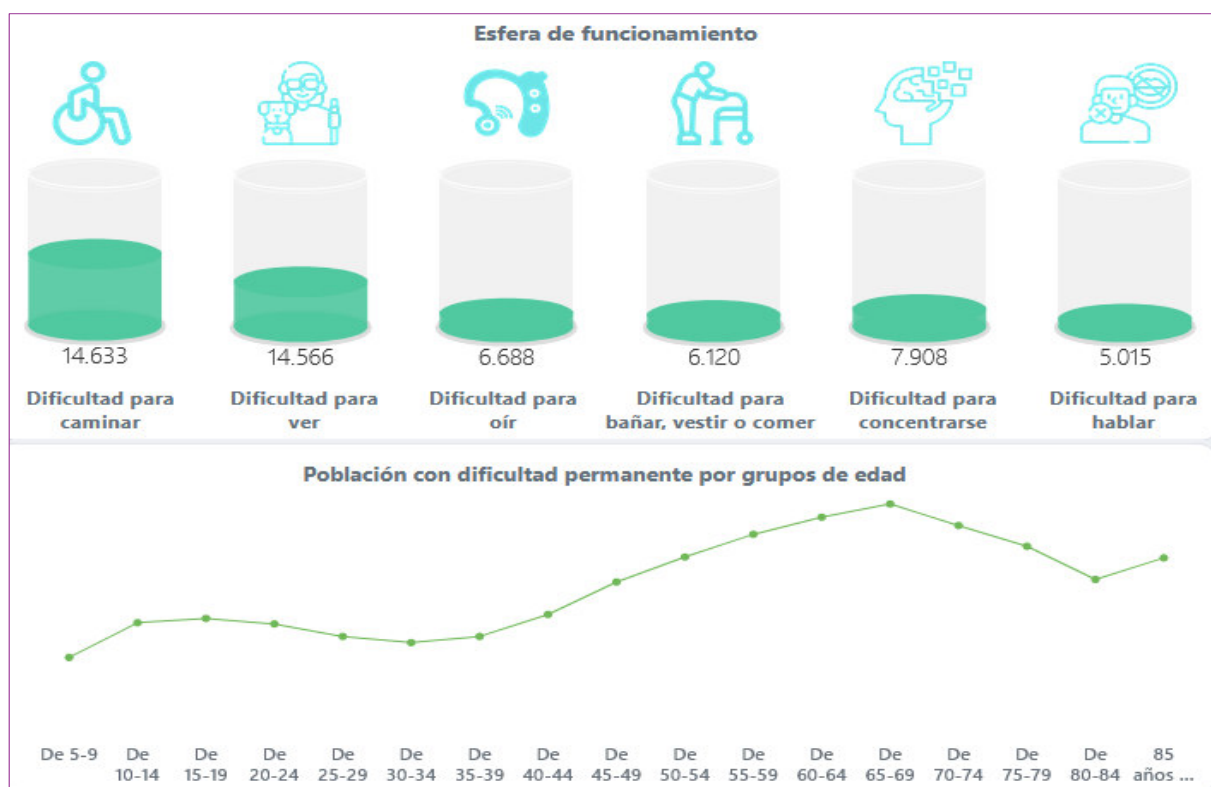 Esfera de funcionamiento
14.633
14.566
6.688
6.120
7.908
5.015
Dificultad para
caminar
Dificultad para
ver
Dificultad para
oír
Dificultad para
bañar, vestir o comer
Dificultad para
concentrarse
Dificultad para
hablar
Población con dificultad permanente por grupos de edad
De 5-9
De
10-14
De
15-19
De
20-24
De
25-29
De
30-34
De
35-39
De
40-44
De
45-49
De
50-54
De
55-59
De
60-64
De
65-69
De
70-74
De
75-79
De
80-84
85
años ...